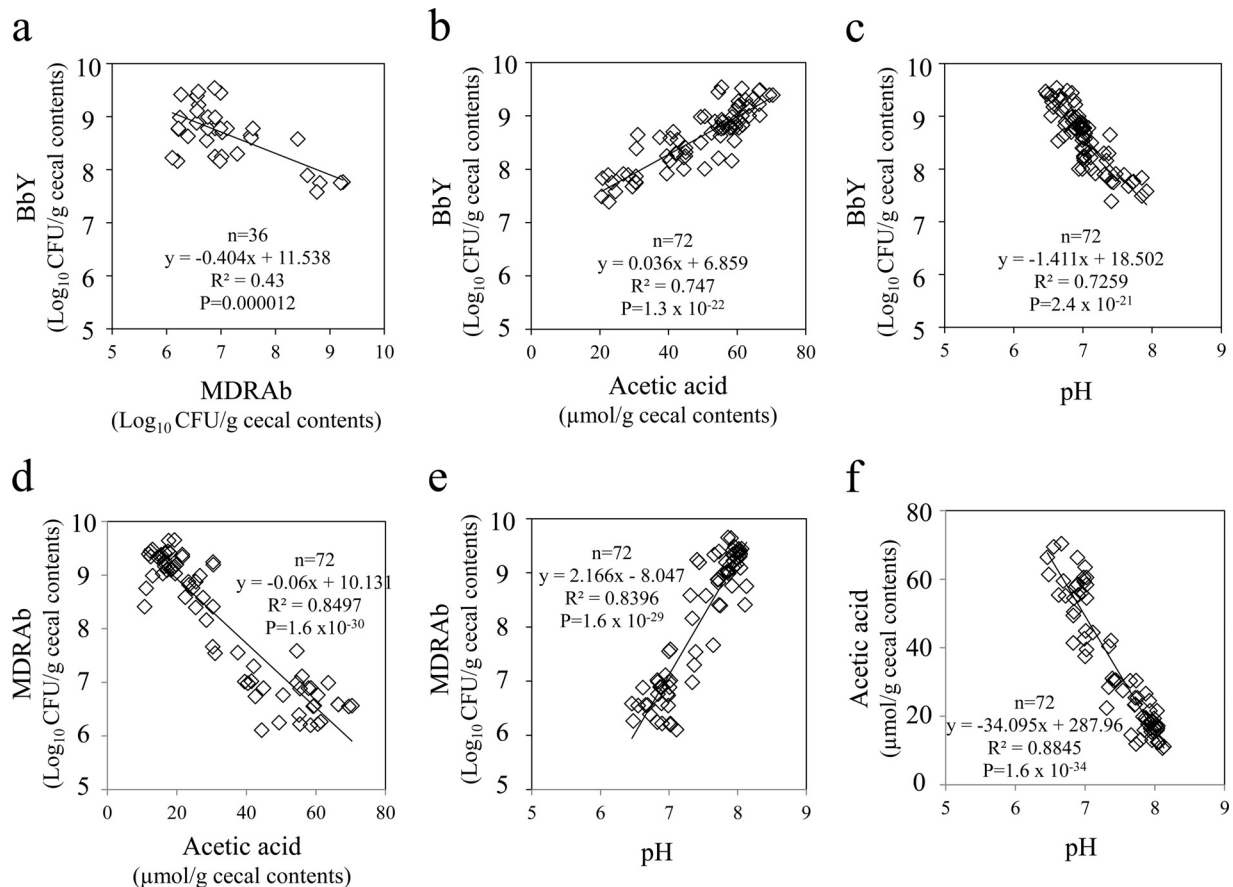 a
BbY
(Log₁₀ CFU/g cecal contents)
10
9
8
7
6
5
n=36
y = -0.404x + 11.538
R² = 0.43
P=0.000012
5 6 7 8 9 10
MDRAb
(Log₁₀ CFU/g cecal contents)
b
BbY
(Log₁₀ CFU/g cecal contents)
10
9
8
7
6
5
n=72
y = 0.036x + 6.859
R² = 0.747
P=1.3 x 10⁻²²
0 20 40 60 80
Acetic acid
(µmol/g cecal contents)
c
BbY
(Log₁₀ CFU/g cecal contents)
10
9
8
7
6
5
n=72
y = -1.411x + 18.502
R² = 0.7259
P=2.4 x 10⁻²¹
5 6 7 8 9
pH
d
MDRAb
(Log₁₀ CFU/g cecal contents)
10
9
8
7
6
5
n=72
y = -0.06x + 10.131
R² = 0.8497
P=1.6 x10⁻³⁰
0 20 40 60 80
Acetic acid
(µmol/g cecal contents)
e
MDRAb
(Log₁₀ CFU/g cecal contents)
10
9
8
7
6
5
n=72
y = 2.166x - 8.047
R² = 0.8396
P=1.6 x 10⁻²⁹
5 6 7 8 9
pH
f
Acetic acid
(µmol/g cecal contents)
80
60
40
20
0
n=72
y = -34.095x + 287.96
R² = 0.8845
P=1.6 x 10⁻³⁴
5 6 7 8 9
pH